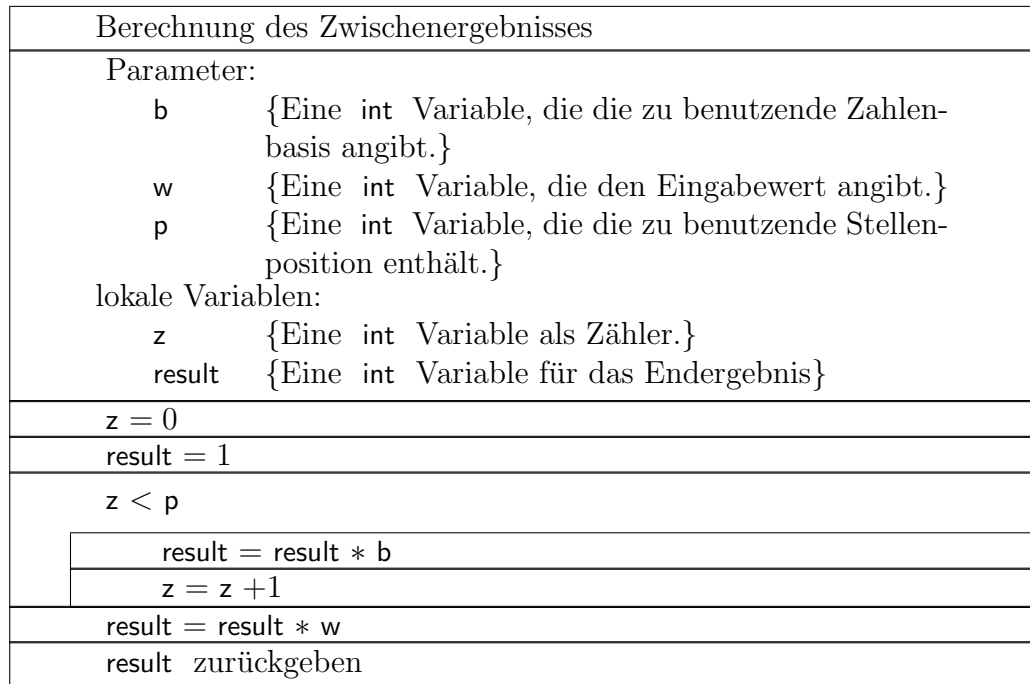 Berechnung des Zwischenergebnisses
Parameter:
b {Eine int Variable, die die zu benutzende Zahlen-
basis angibt.}
w {Eine int Variable, die den Eingabewert angibt.}
p {Eine int Variable, die die zu benutzende Stellen-
position enthält.}
lokale Variablen:
z {Eine int Variable als Zähler.}
result {Eine int Variable für das Endergebnis}
z = 0
result = 1
z < p
result = result ∗ b
z = z +1
result = result ∗ w
result zurückgeben